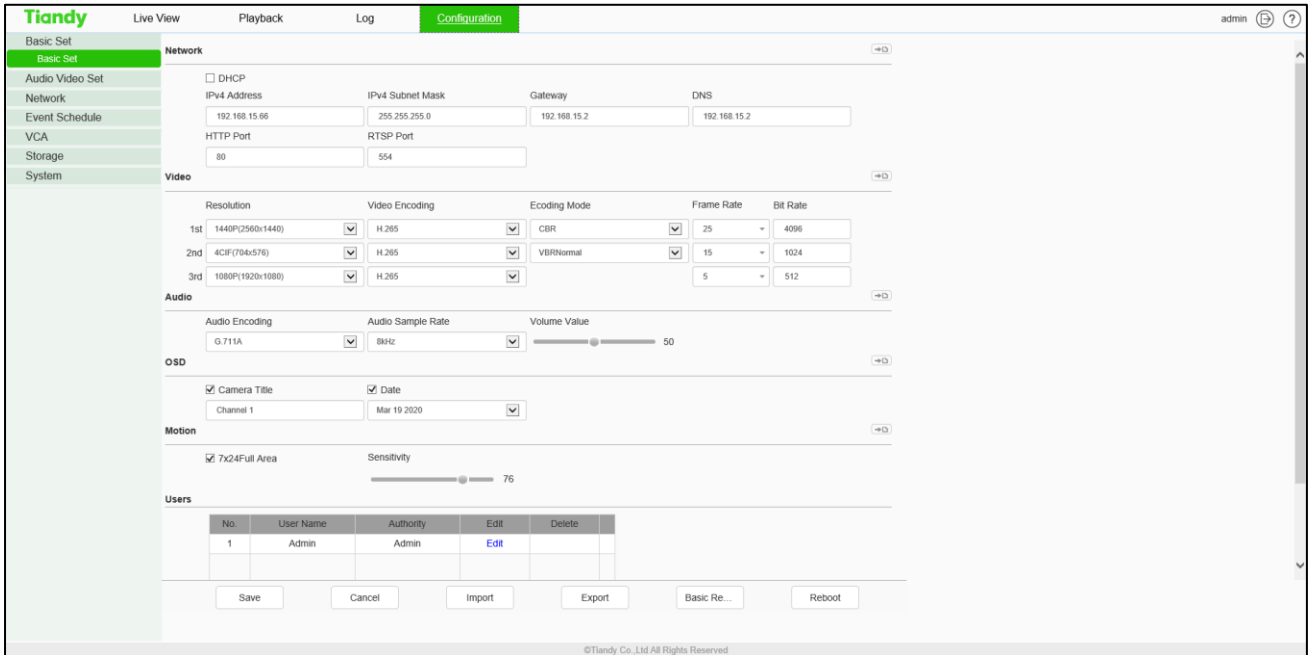 Tiandy Live View Playback Log Configuration admin
Basic Set
Basic Set
Audio Video Set
Network
Event Schedule
VCA
Storage
System
Network
DHCP
IPv4 Address IPv4 Subnet Mask Gateway DNS
192.168.15.66 255.255.255.0 192.168.15.2 192.168.15.2
HTTP Port RTSP Port
80 554
Video
Resolution Video Encoding Ecoding Mode Frame Rate Bit Rate
1st 1440P(2560x1440) H.265 CBR 25 4096
2nd 4CIF(704x576) H.265 VBRNormal 15 1024
3rd 1080P(1920x1080) H.265 5 512
Audio
Audio Encoding Audio Sample Rate Volume Value
G.711A 8kHz 50
OSD
Camera Title Date
Channel 1 Mar 19 2020
Motion
7x24Full Area Sensitivity
76
Users
No. User Name Authority Edit Delete
1 Admin Admin Edit
Save Cancel Import Export Basic Re... Reboot
©Tiandy Co.,Ltd All Rights Reserved